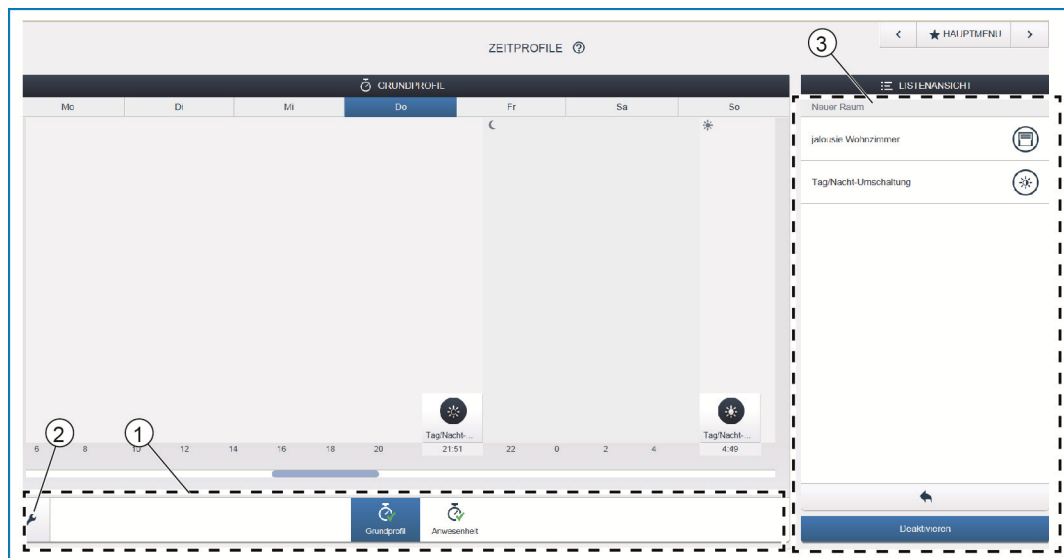 ZEITPROFILE ?
3
< ★ HAUPTMENU >
GRUNDPROFIL
LISTENANSICHT
Mo Di Mi Do Fr Sa So
Neuer Raum
jalousie Wohnzimmer
Tag/Nacht-Umschaltung
Tag/Nacht-...
Tag/Nacht-...
2
1
6 8 10 12 14 16 18 20 21:51 22 0 2 4 4:49
Grundprofil
Anwesenheit
Deaktivieren